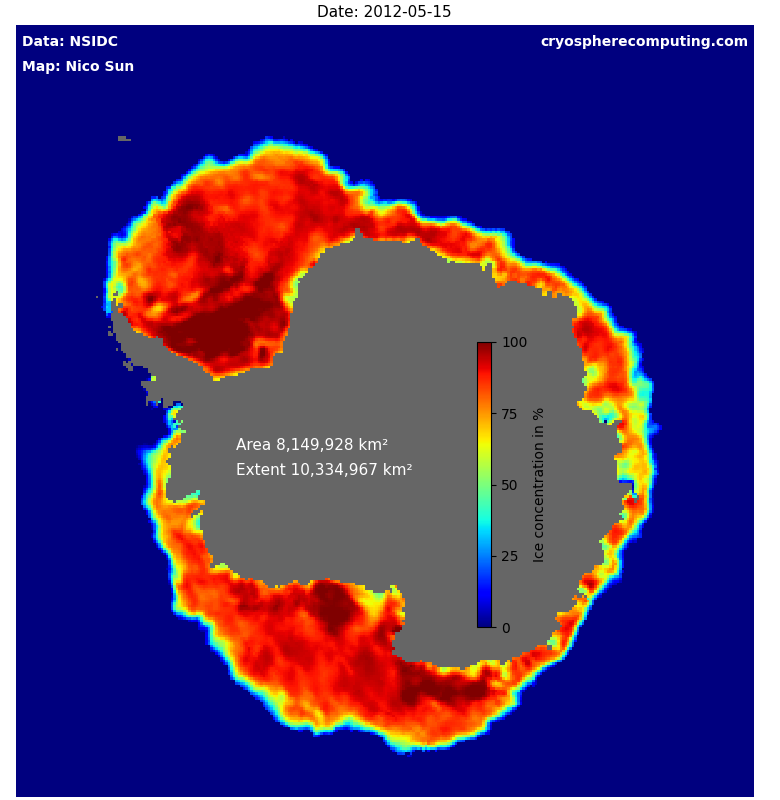 Date: 2012-05-15
Data: NSIDC
cryospherecomputing.com
Map: Nico Sun
Area 8,149,928 km²
Extent 10,334,967 km²
100
75
50
25
0
Ice concentration in %